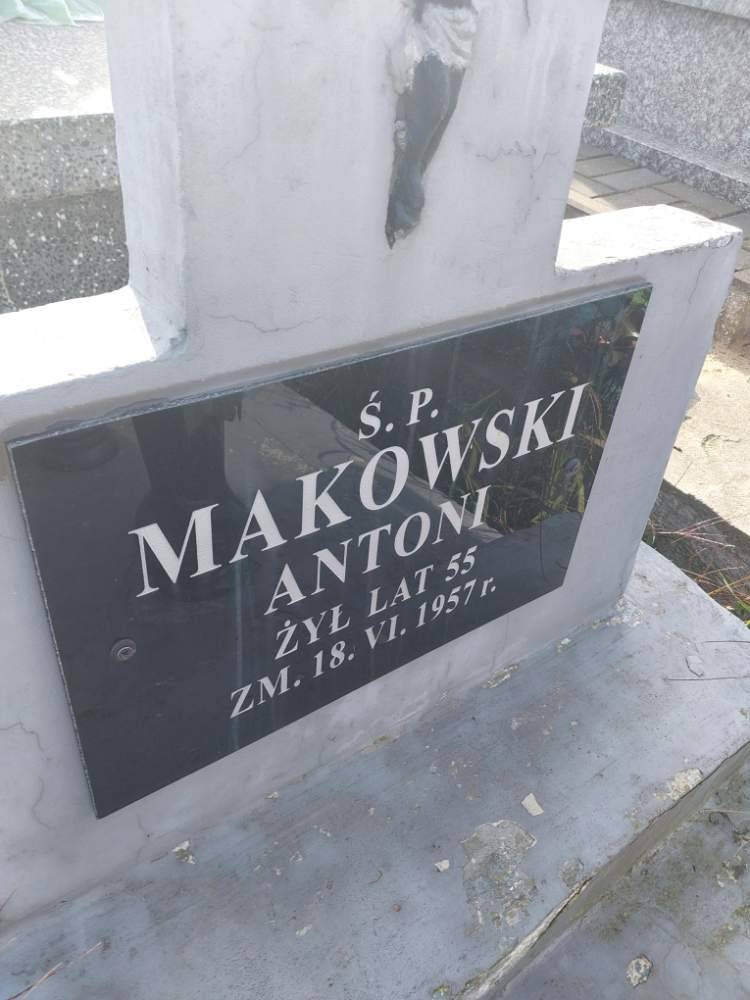 Ś. P.
MAKOWSKI
ANTONI
ŻYŁ LAT 55
ZM. 18. VI. 1957 r.